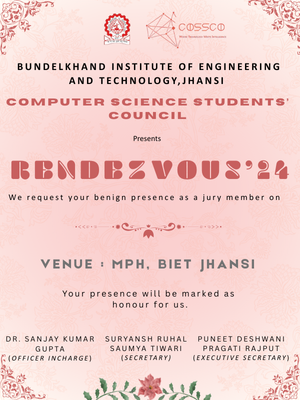 COSSCO
BUNDELKHAND INSTITUTE OF ENGINEERING
AND TECHNOLOGY,JHANSI
COMPUTER SCIENCE STUDENTS'
COUNCIL
Presents
RENDEZVOUS'24
We request your benign presence as a jury member on
VENUE : MPH, BIET JHANSI
Your presence will be marked as
honour for us.
DR. SANJAY KUMAR
GUPTA
(OFFICER INCHARGE)
SURYANSH RUHAL
SAUMYA TIWARI
(SECRETARY)
PUNEET DESHWANI
PRAGATI RAJPUT
(EXECUTIVE SECRETARY)